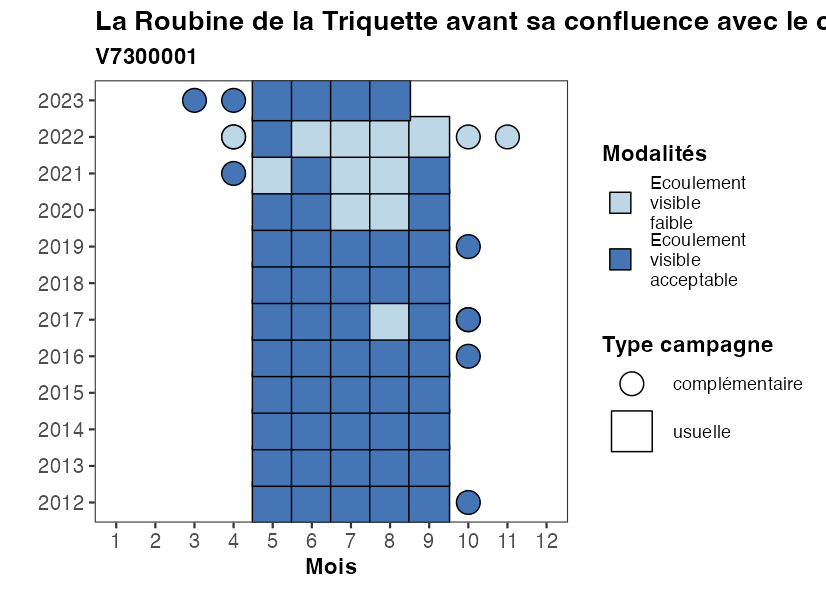 La Roubine de la Triquette avant sa confluence avec le c
V7300001
2023
2022
2021
2020
2019
2018
2017
2016
2015
2014
2013
2012
1 2 3 4 5 6 7 8 9 10 11 12
Mois
Modalités
Ecoulement
visible
faible
Ecoulement
visible
acceptable
Type campagne
complémentaire
usuelle